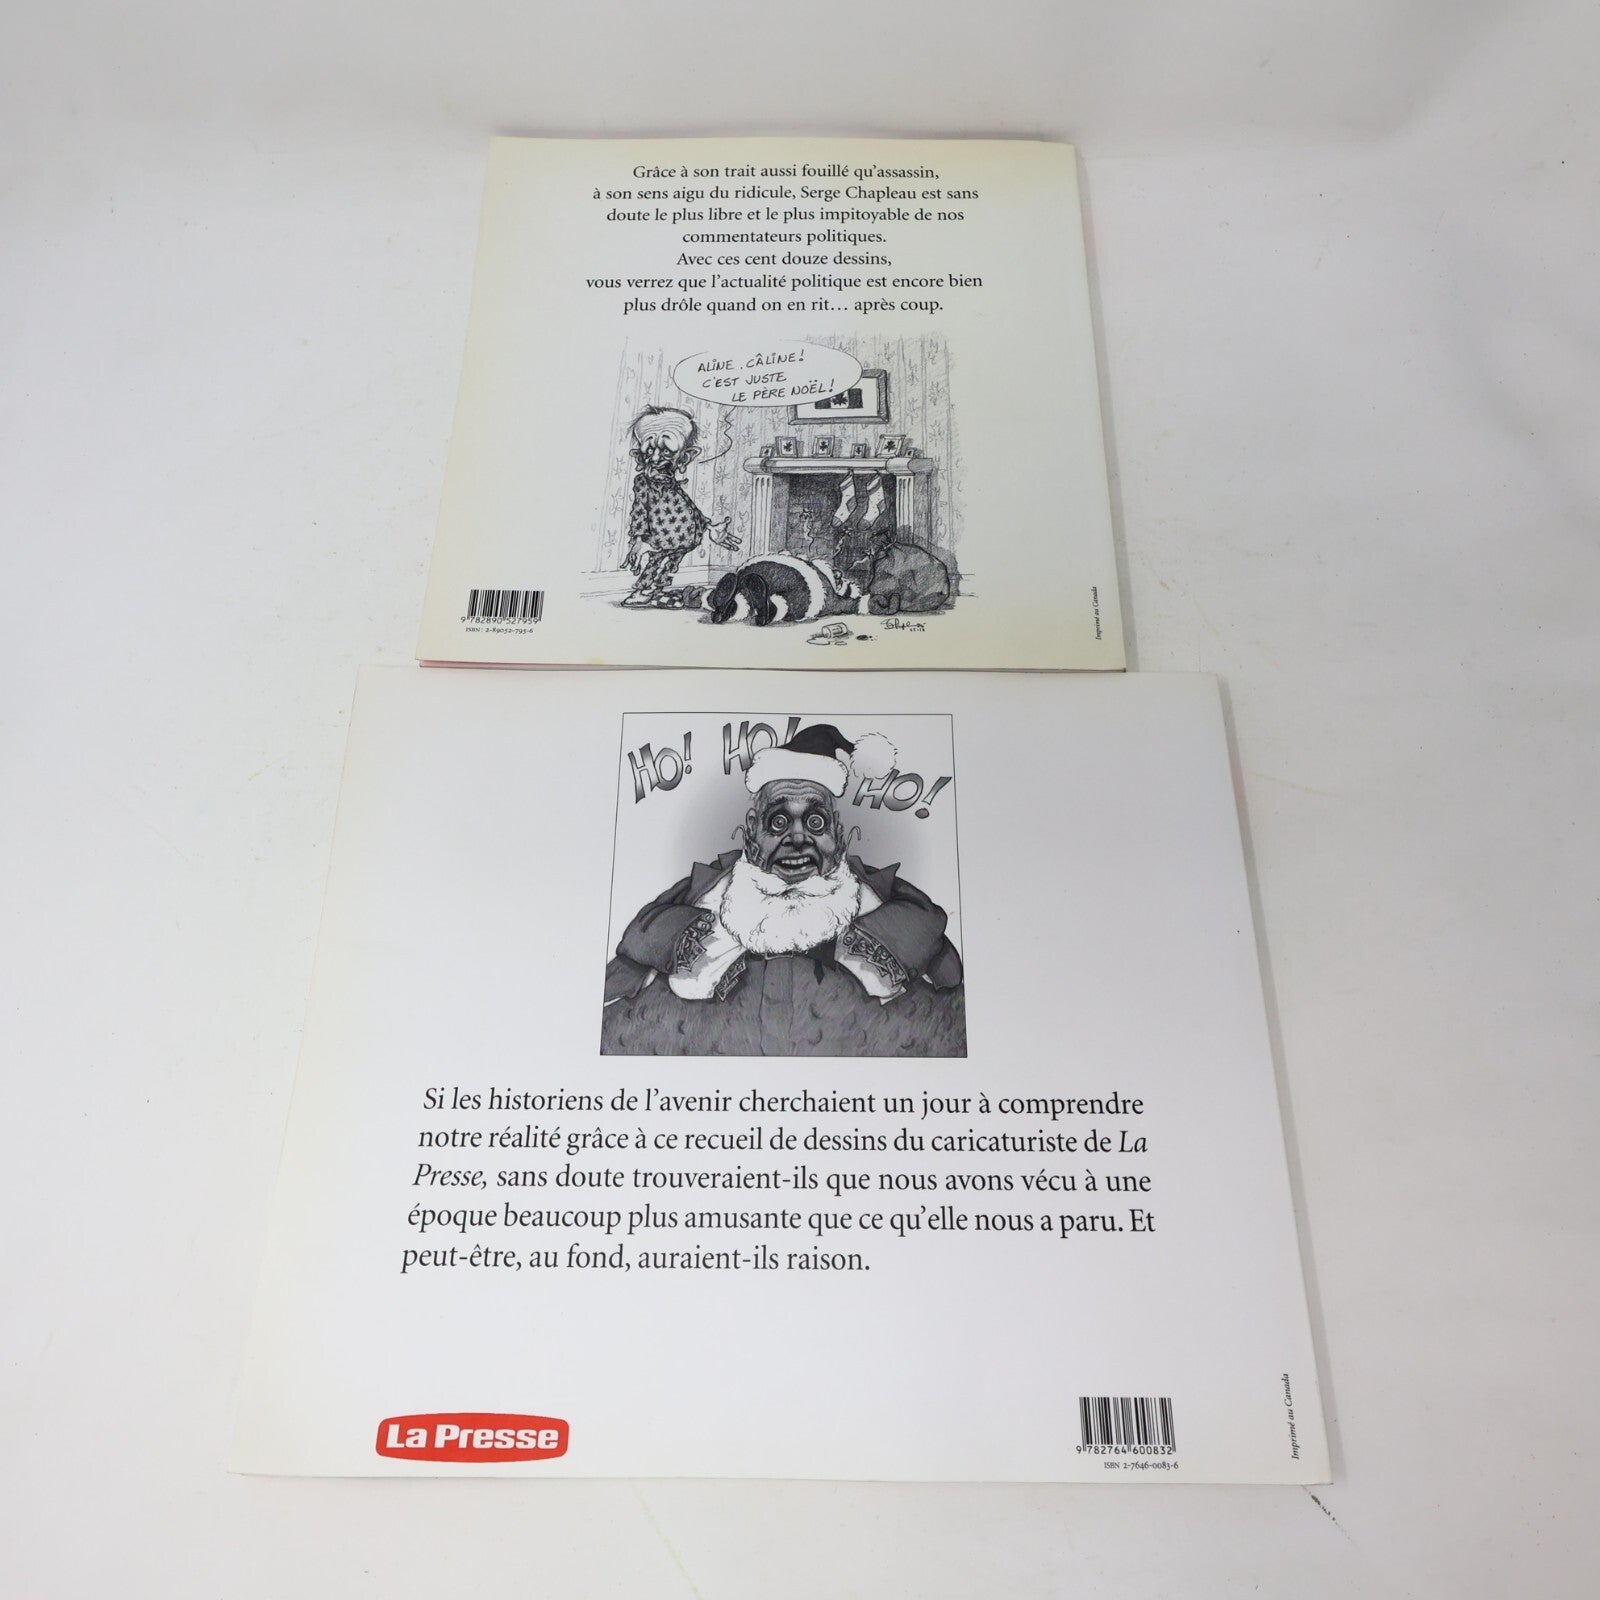 Grâce à son trait aussi fouillé qu'assassin,
à son sens aigu du ridicule, Serge Chapleau est sans
doute le plus libre et le plus impitoyable de nos
commentateurs politiques.
Avec ces cent douze dessins,
vous verrez que l'actualité politique est encore bien
plus drôle quand on en rit… après coup.
ALINE. CÂLINE!
C'EST JUSTE
LE PÈRE NOËL!
9 782890 527959
ISBN : 2-89052-795-6
Imprimé au Canada
HO! HO!
HO!
Si les historiens de l'avenir cherchaient un jour à comprendre
notre réalité grâce à ce recueil de dessins du caricaturiste de La
Presse, sans doute trouveraient-ils que nous avons vécu à une
époque beaucoup plus amusante que ce qu'elle nous a paru. Et
peut-être, au fond, auraient-ils raison.
La Presse
9 782764 600832
ISBN 2-7646-0083-6
Imprimé au Canada